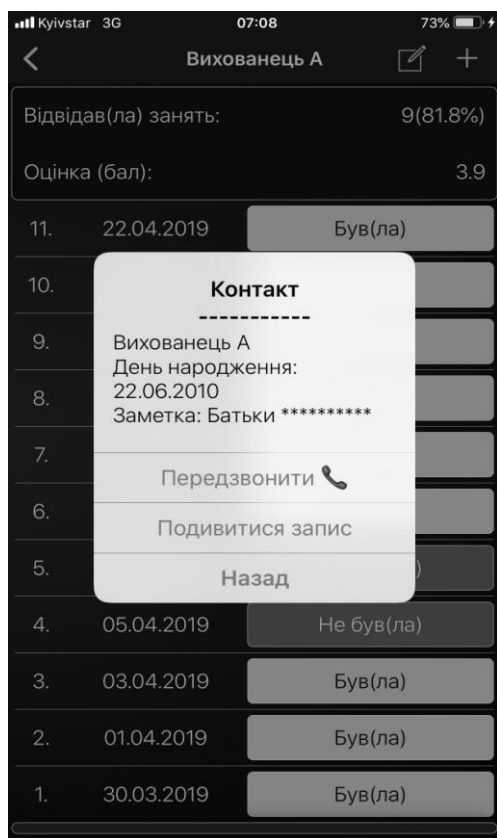 Kyivstar 3G 07:08 73%
Вихованець А
Відвідав(ла) занять: 9(81.8%)
Оцінка (бал): 3.9
11. 22.04.2019 Був(ла)
10.
9.
8.
7.
6.
5. )
Контакт
-----------
Вихованець А
День народження:
22.06.2010
Заметка: Батьки **********
Передзвонити
Подивитися запис
Назад
4. 05.04.2019 Не був(ла)
3. 03.04.2019 Був(ла)
2. 01.04.2019 Був(ла)
1. 30.03.2019 Був(ла)